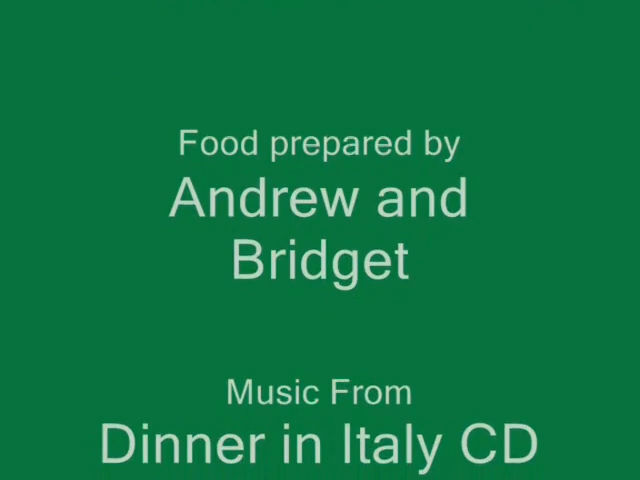 Food prepared by
Andrew and
Bridget
Music From
Dinner in Italy CD